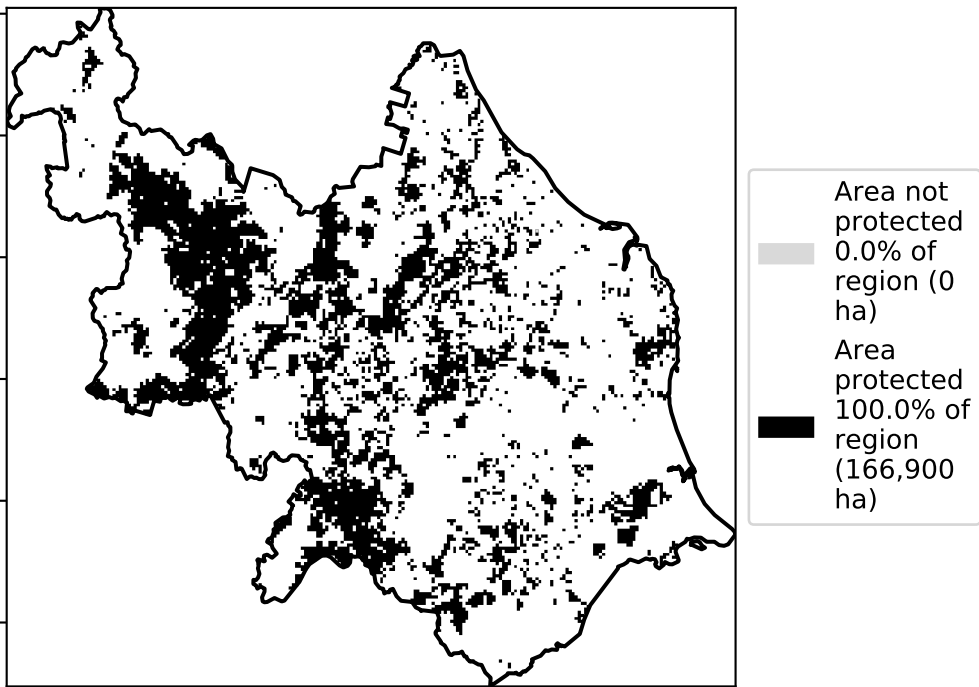 Area not
protected
0.0% of
region (0
ha)
Area
protected
100.0% of
region
(166,900
ha)